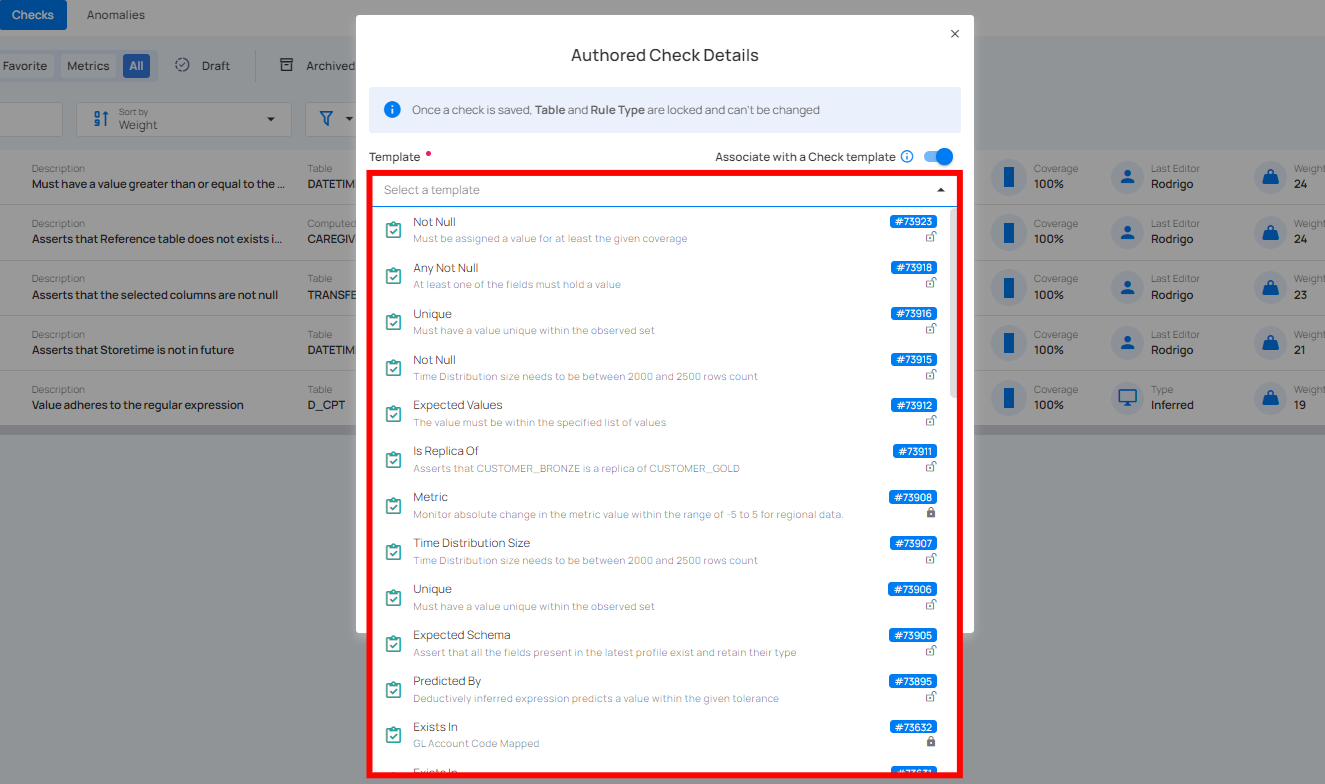 Checks
Anomalies
Favorite
Metrics
All
Draft
Archived
Sort by
Weight
Authored Check Details
Once a check is saved, Table and Rule Type are locked and can't be changed
Template
Associate with a Check template
Select a template
Not Null
#73923
Must be assigned a value for at least the given coverage
Any Not Null
#73918
At least one of the fields must hold a value
Unique
#73916
Must have a value unique within the observed set
Not Null
#73915
Time Distribution size needs to be between 2000 and 2500 rows count
Expected Values
#73912
The value must be within the specified list of values
Is Replica Of
#73911
Asserts that CUSTOMER_BRONZE is a replica of CUSTOMER_GOLD
Metric
#73908
Monitor absolute change in the metric value within the range of -5 to 5 for regional data.
Time Distribution Size
#73907
Time Distribution size needs to be between 2000 and 2500 rows count
Unique
#73906
Must have a value unique within the observed set
Expected Schema
#73905
Assert that all the fields present in the latest profile exist and retain their type
Predicted By
#73895
Deductively inferred expression predicts a value within the given tolerance
Exists In
#73632
GL Account Code Mapped
Exists In
#73631
Description
Must have a value greater than or equal to the ...
Table
DATETIM
Coverage
100%
Last Editor
Rodrigo
Weight
24
Description
Asserts that Reference table does not exists i...
Computed
CAREGIV
Coverage
100%
Last Editor
Rodrigo
Weight
24
Description
Asserts that the selected columns are not null
Table
TRANSFE
Coverage
100%
Last Editor
Rodrigo
Weight
23
Description
Asserts that Storetime is not in future
Table
DATETIM
Coverage
100%
Last Editor
Rodrigo
Weight
21
Description
Value adheres to the regular expression
Table
D_CPT
Coverage
100%
Type
Inferred
Weight
19